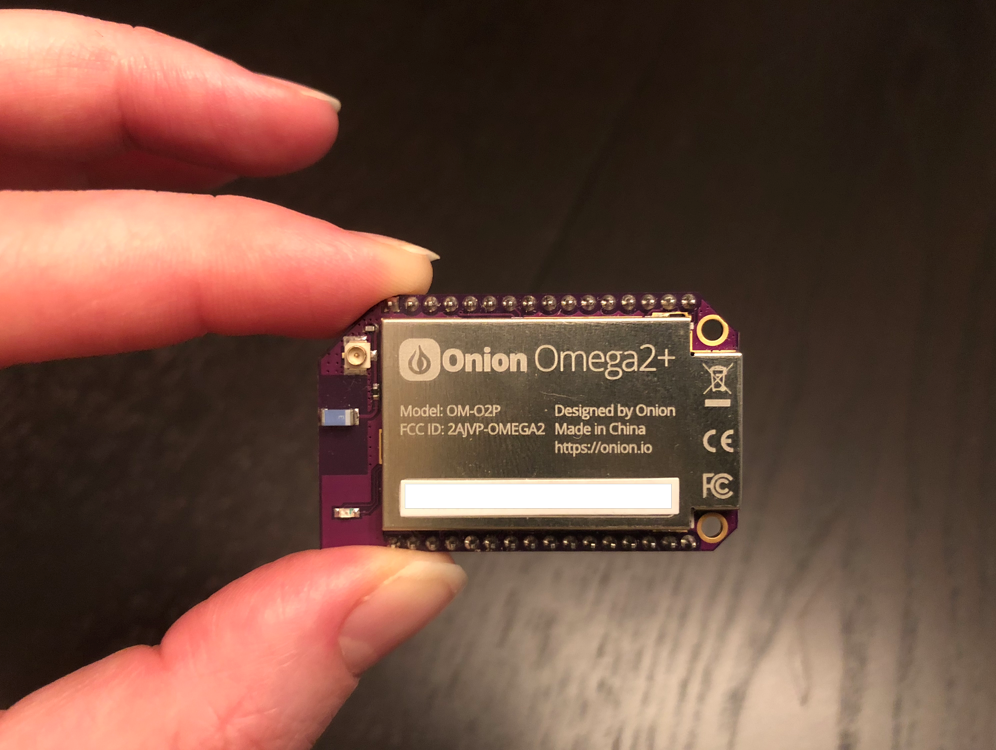 Onion Omega2+
Model: OM-O2P
FCC ID: 2AJVP-OMEGA2
Designed by Onion
Made in China
https://onion.io
CE
FC